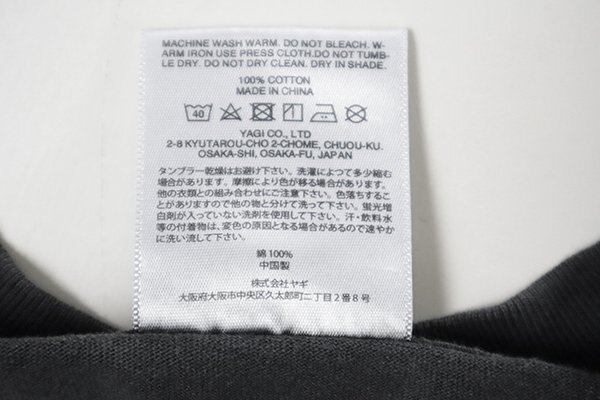 MACHINE WASH WARM. DO NOT BLEACH. W-
ARM IRON USE PRESS CLOTH.DO NOT TUMB-
LE DRY. DO NOT DRY CLEAN. DRY IN SHADE.
100% COTTON
MADE IN CHINA
40
YAGI CO., LTD
2-8 KYUTAROU-CHO 2-CHOME, CHUOU-KU.
OSAKA-SHI, OSAKA-FU, JAPAN
タンブラー乾燥はお避け下さい。洗濯によって多少縮む
場合があります。摩擦により色が移る場合があります。
他の衣類との組み合わせにご注意下さい。色落ちするこ
とがありますので他の物と分けて洗って下さい。蛍光増
白剤が入っていない洗剤を使用して下さい。汗・飲料水
等の付着物は、変色の原因となる場合があるので速やか
に洗い流して下さい。
綿 100%
中国製
株式会社 ヤギ
大阪府大阪市中央区久太郎町二丁目2番8号